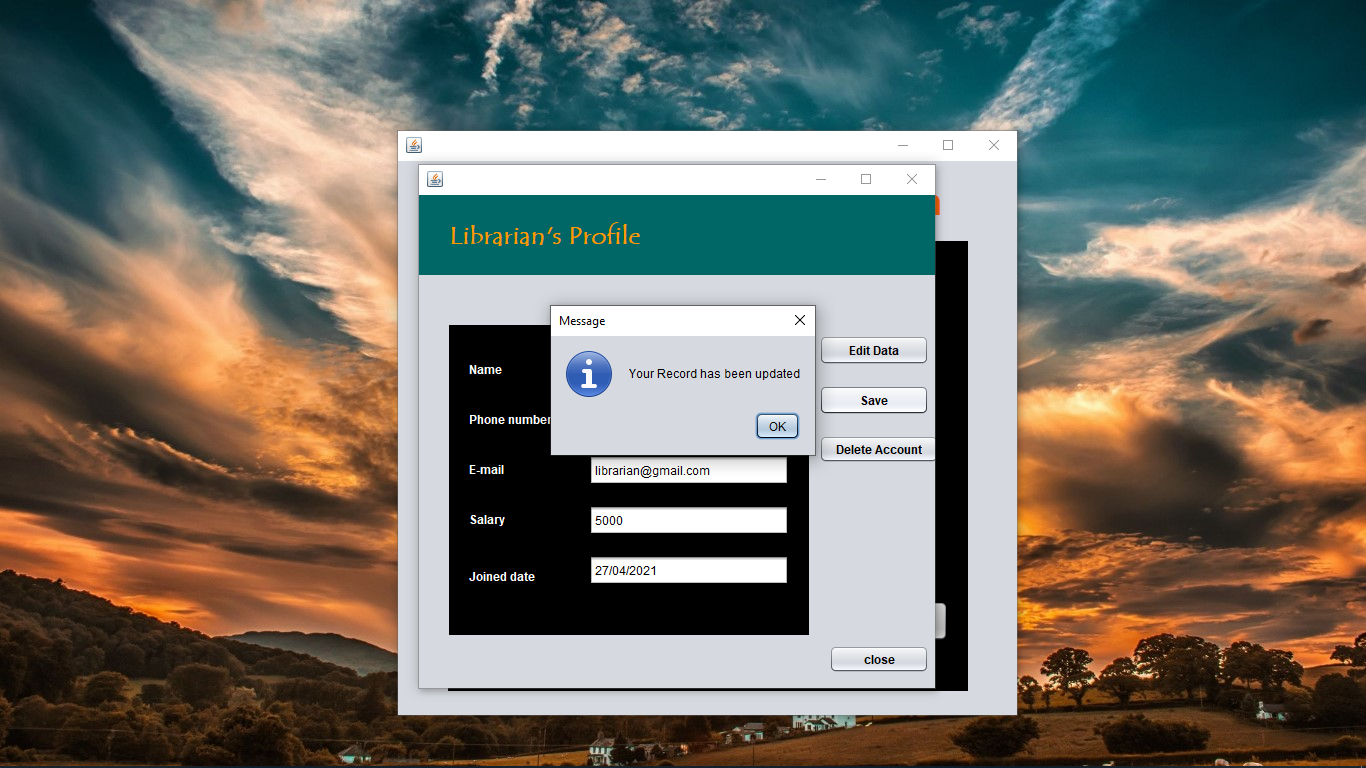 Librarian's Profile
Message
Your Record has been updated
OK
Name
Phone number
E-mail
librarian@gmail.com
Salary
5000
Joined date
27/04/2021
Edit Data
Save
Delete Account
close